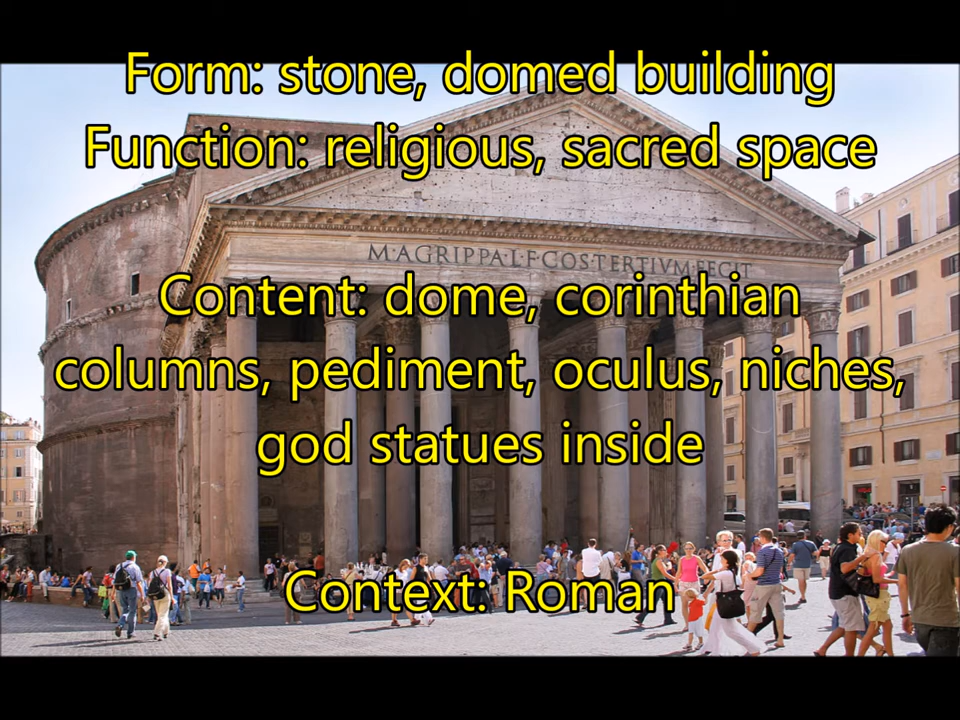 Form: stone, domed building
Function: religious, sacred space
M·AGRIPPA·L·F·COS·TERTIVM·FECIT
Content: dome, corinthian
columns, pediment, oculus, niches,
god statues inside
Context: Roman